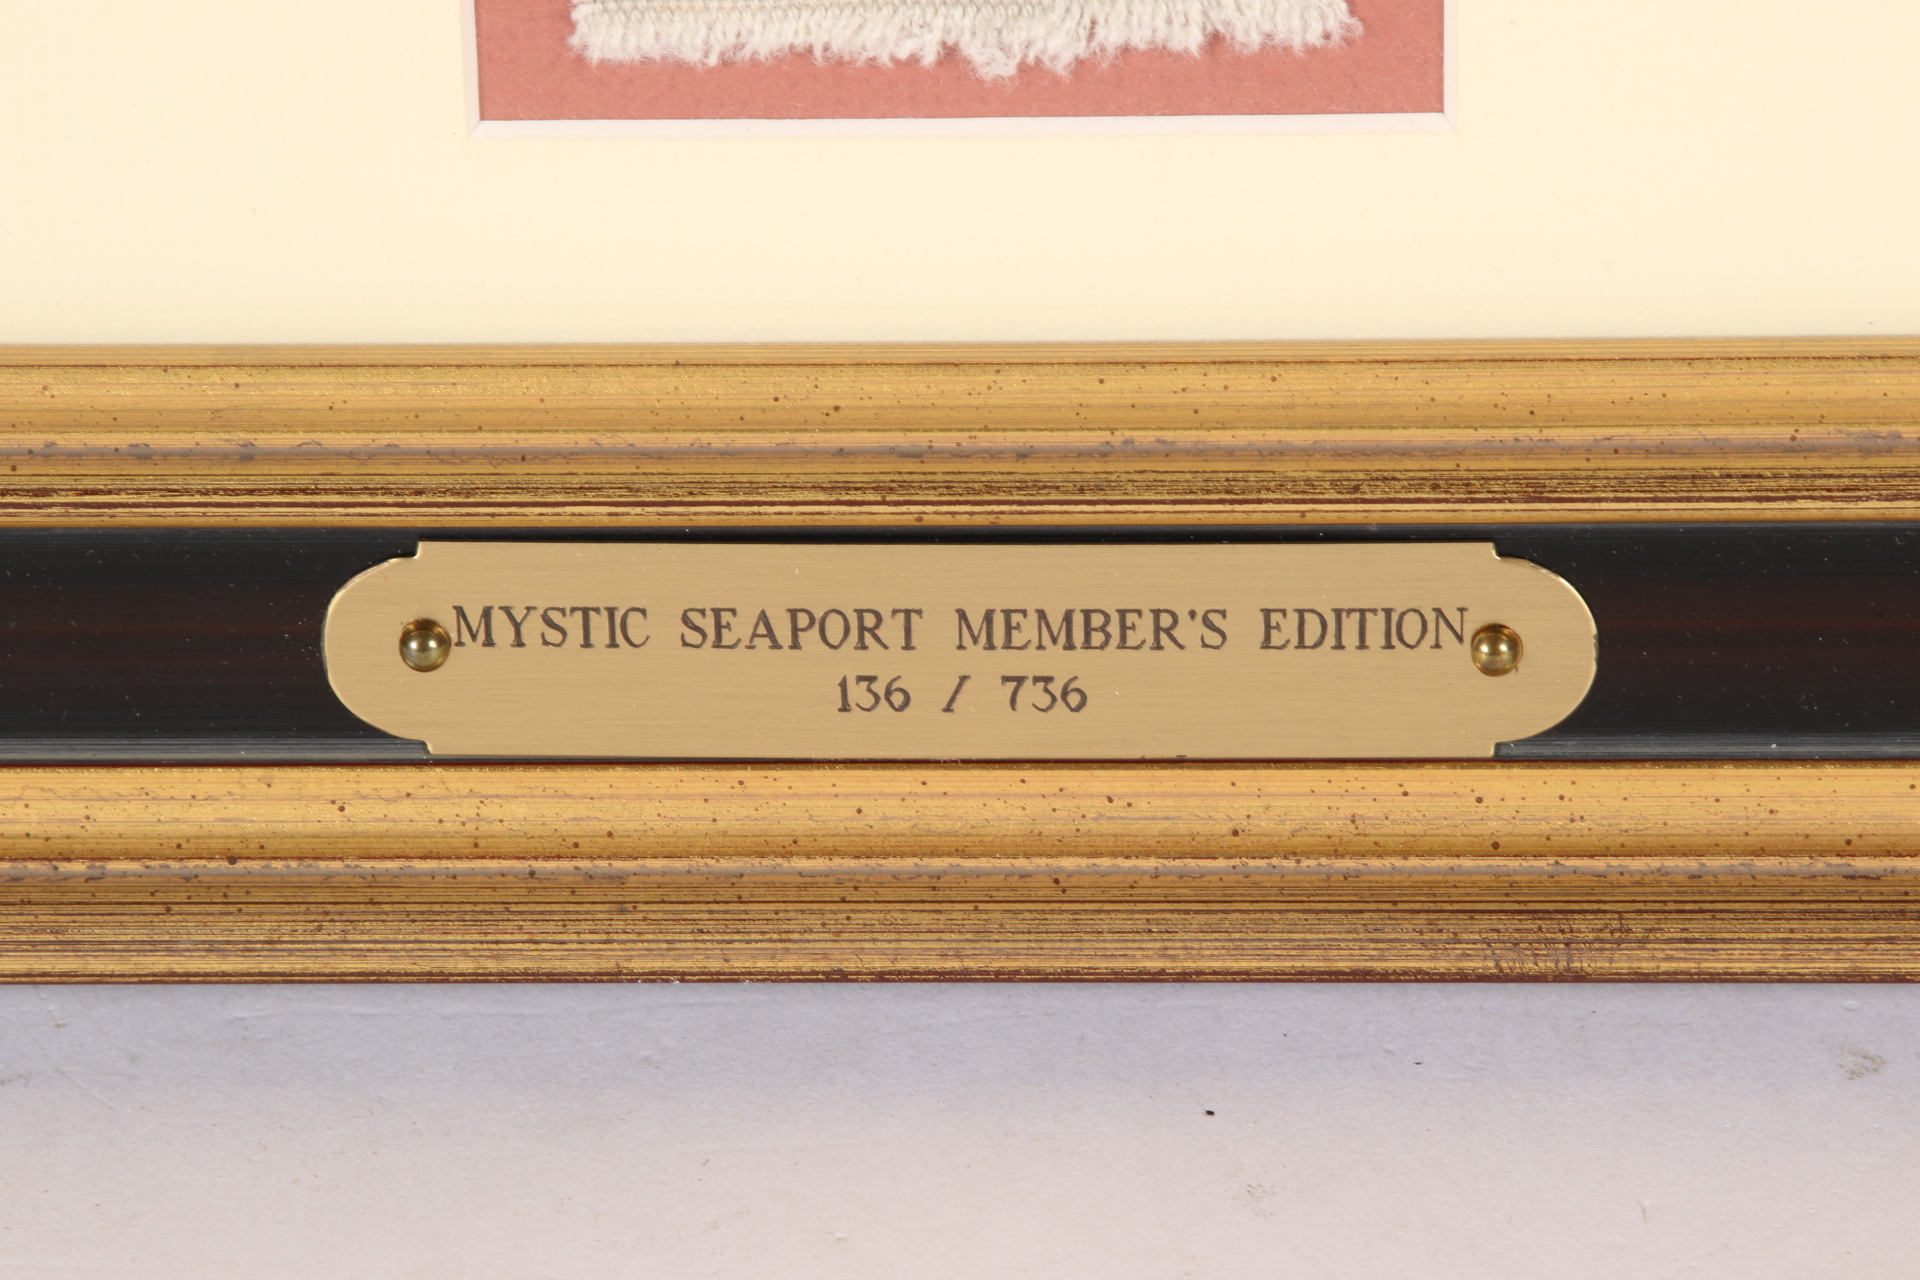 MYSTIC SEAPORT MEMBER'S EDITION
136 / 736